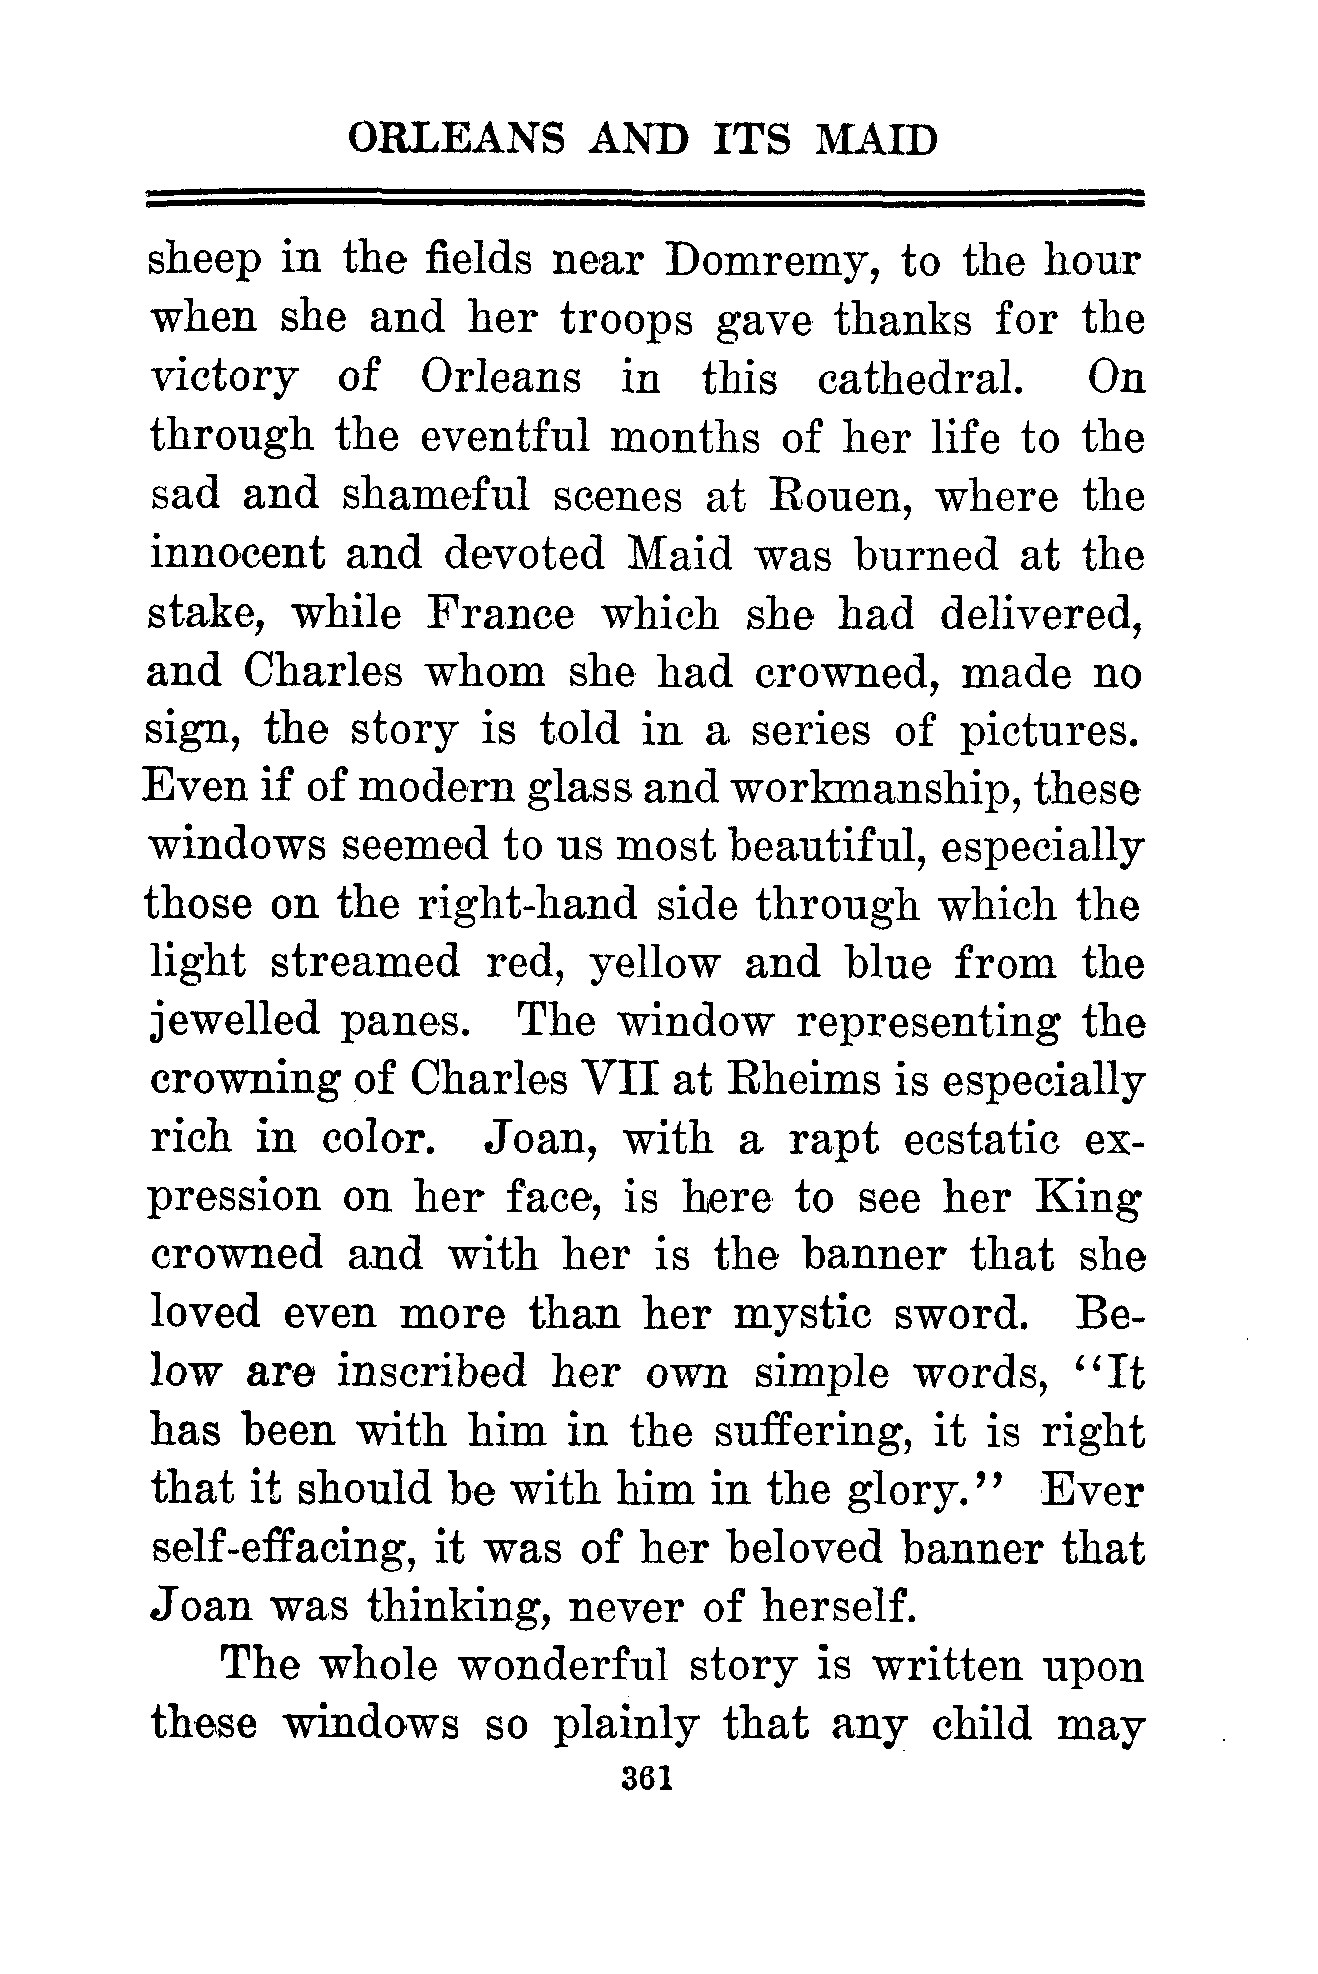 ORLEANS AND ITS MAID
sheep in the fields near Domremy, to the hour
when she and her troops gave thanks for the
victory of Orleans in this cathedral. On
through the eventful months of her life to the
sad and shameful scenes at Rouen, where the
innocent and devoted Maid was burned at the
stake, while France which she had delivered,
and Charles whom she had crowned, made no
sign, the story is told in a series of pictures.
Even if of modern glass and workmanship, these
windows seemed to us most beautiful, especially
those on the right-hand side through which the
light streamed red, yellow and blue from the
jewelled panes. The window representing the
crowning of Charles VII at Rheims is especially
rich in color. Joan, with a rapt ecstatic ex-
pression on her face, is here to see her King
crowned and with her is the banner that she
loved even more than her mystic sword. Be-
low are inscribed her own simple words, “It
has been with him in the suffering, it is right
that it should be with him in the glory.” Ever
self-effacing, it was of her beloved banner that
Joan was thinking, never of herself.
The whole wonderful story is written upon
these windows so plainly that any child may
361